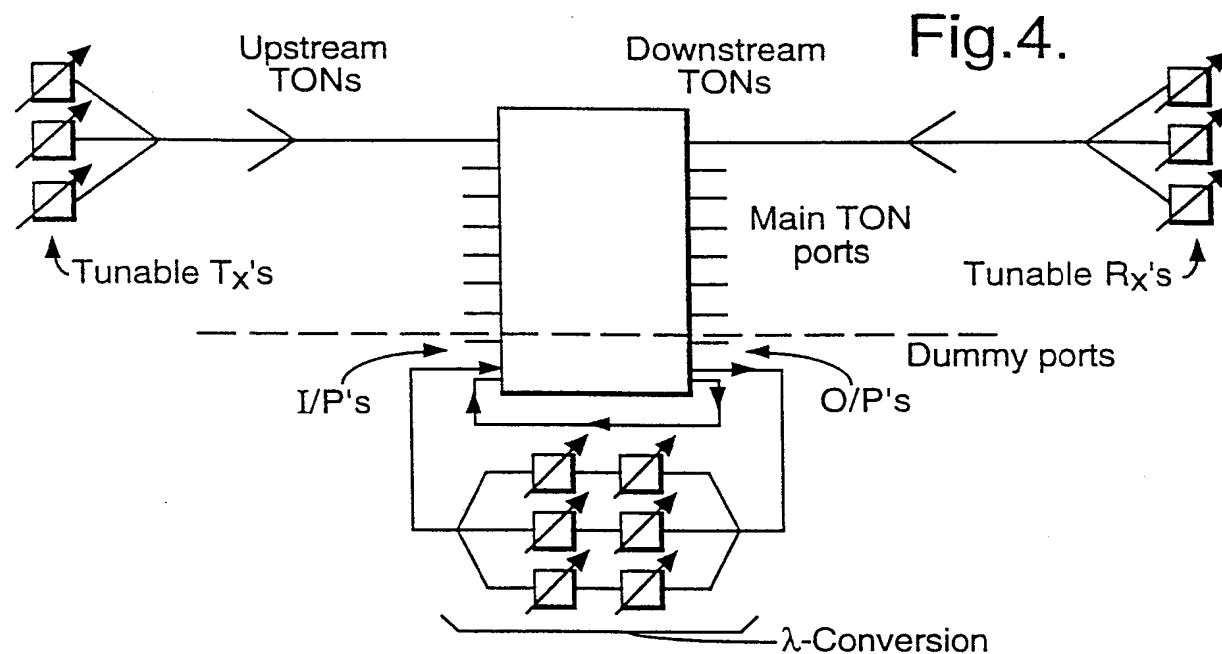 Fig.4.
Upstream
TONs
Downstream
TONs
Main TON
ports
Tunable Tx's
Tunable Rx's
Dummy ports
I/P's
O/P's
λ-Conversion